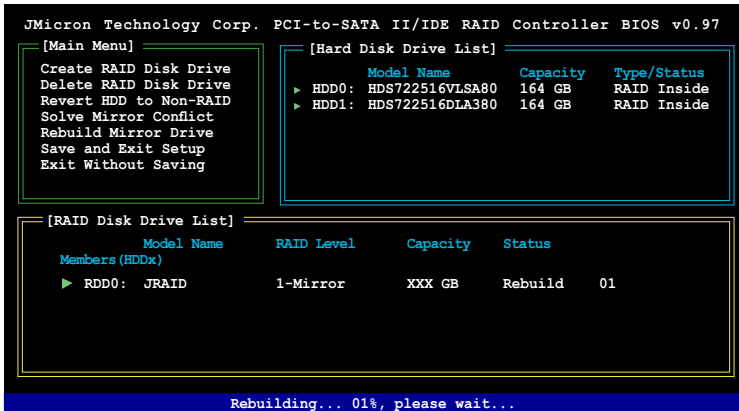 JMicron Technology Corp. PCI-to-SATA II/IDE RAID Controller BIOS v0.97
[Main Menu]
Create RAID Disk Drive
Delete RAID Disk Drive
Revert HDD to Non-RAID
Solve Mirror Conflict
Rebuild Mirror Drive
Save and Exit Setup
Exit Without Saving
[Hard Disk Drive List]
Model Name Capacity Type/Status
HDD0: HDS722516VLSA80 164 GB RAID Inside
HDD1: HDS722516DLA380 164 GB RAID Inside
[RAID Disk Drive List]
Model Name RAID Level Capacity Status
Members(HDDx)
RDD0: JRAID 1-Mirror XXX GB Rebuild 01
Rebuilding... 01%, please wait...